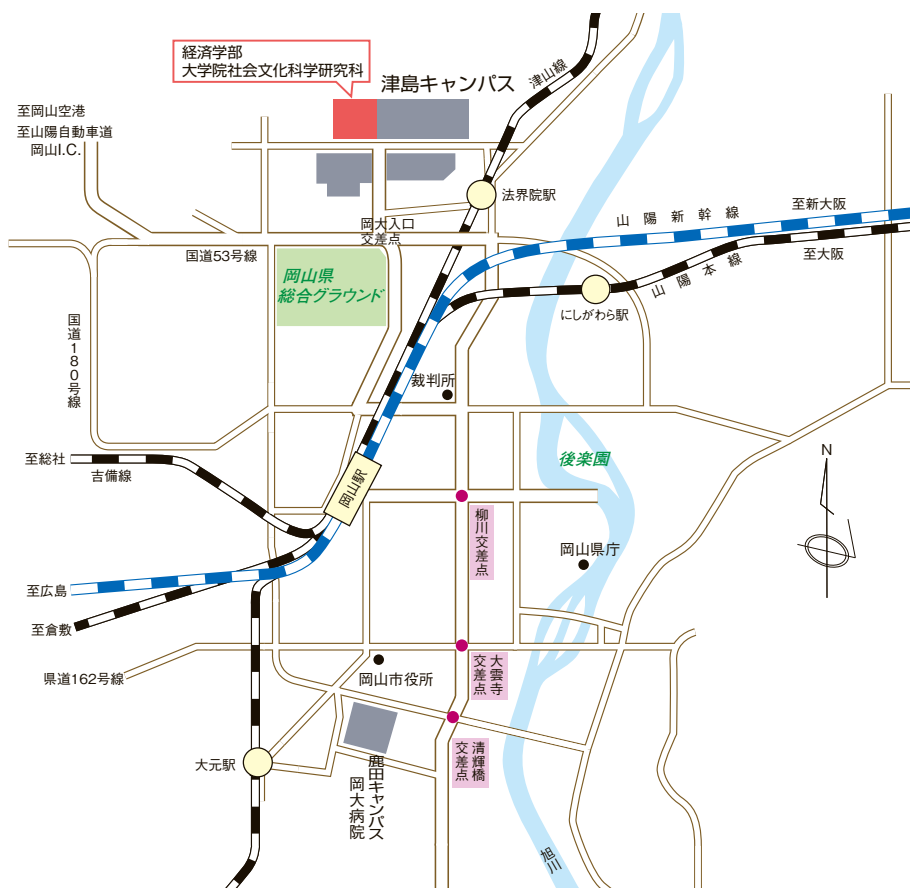 経済学部
大学院社会文化科学研究科
津島キャンパス
津山線
至岡山空港
至山陽自動車道
岡山I.C.
法界院駅
岡大入口
交差点
国道53号線
山陽新幹線
至新大阪
山陽本線
至大阪
岡山県
総合グラウンド
にしがわら駅
国道180号線
裁判所
至総社
吉備線
岡山駅
後楽園
N
柳川交差点
岡山県庁
至広島
至倉敷
県道162号線
岡山市役所
大雲寺
交差点
清輝橋
交差点
大元駅
鹿田キャンパス
岡大病院
旭川